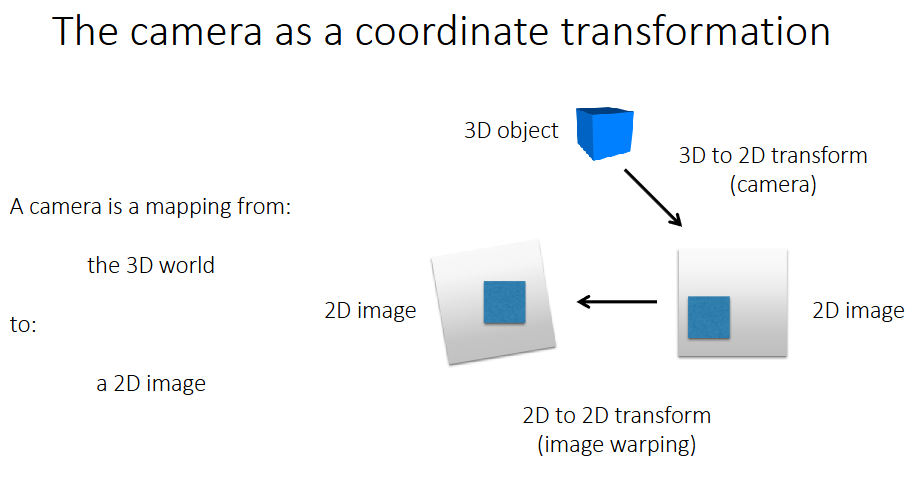 The camera as a coordinate transformation
3D object
3D to 2D transform
(camera)
A camera is a mapping from:
the 3D world
to:
a 2D image
2D image
2D image
2D to 2D transform
(image warping)